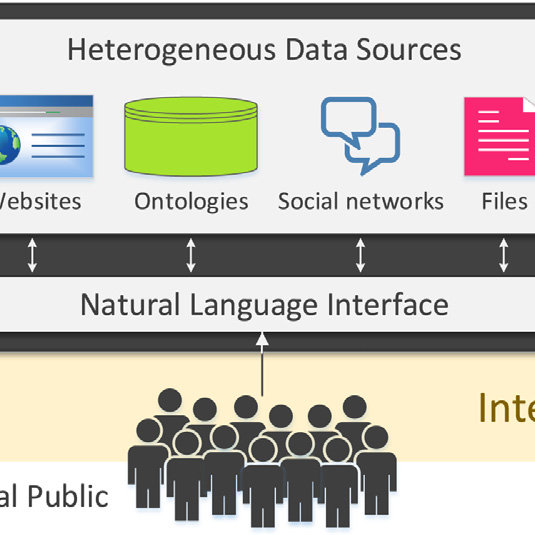 Heterogeneous Data Sources
Websites Ontologies Social networks Files
Natural Language Interface
Inte
al Public